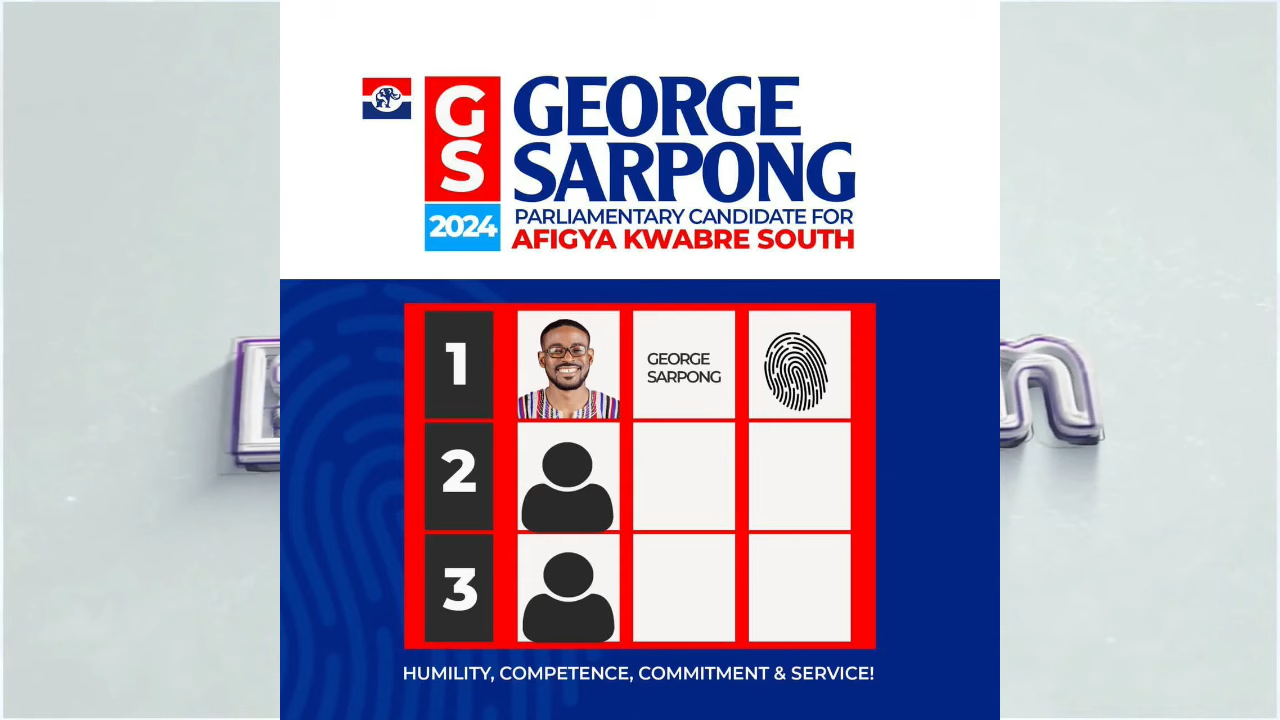 GS
GEORGE
SARPONG
2024
PARLIAMENTARY CANDIDATE FOR
AFIGYA KWABRE SOUTH
1
GEORGE
SARPONG
2
3
HUMILITY, COMPETENCE, COMMITMENT & SERVICE!